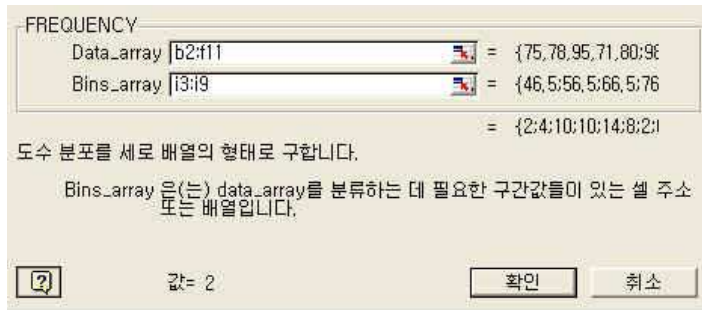 FREQUENCY
Data_array b2:f11 = {75,78,95,71,80;98
Bins_array i3:i9 = {46.5;56.5;66.5;76
= {2;4;10;10;14;8;2;
도수 분포를 세로 배열의 형태로 구합니다.
Bins_array 은(는) data_array를 분류하는 데 필요한 구간값들이 있는 셀 주소
또는 배열입니다.
값= 2
확인
취소